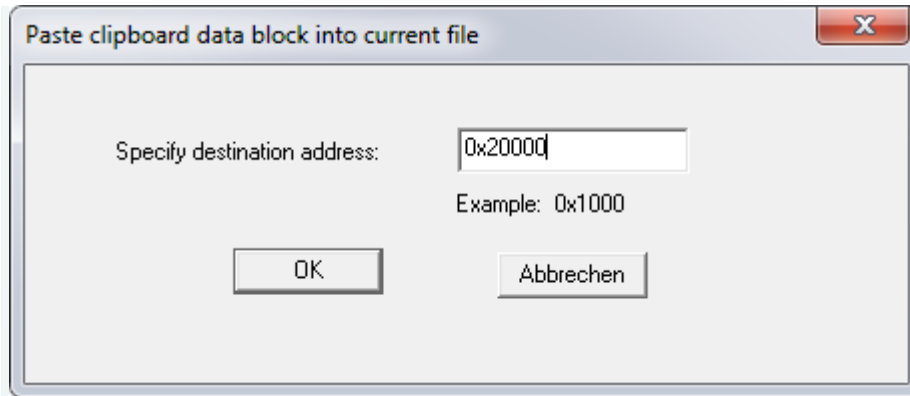 Paste clipboard data block into current file
Specify destination address: 0x20000
Example: 0x1000
OK Abbrechen